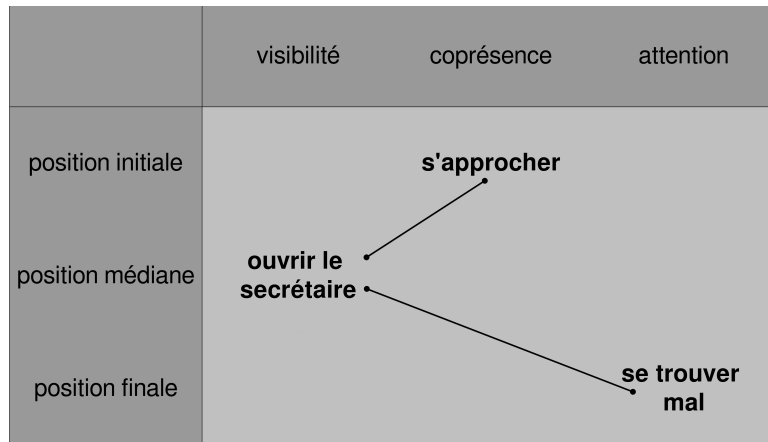 visibilité coprésence attention
position initiale s'approcher
position médiane ouvrir le
secrétaire
position finale se trouver
mal